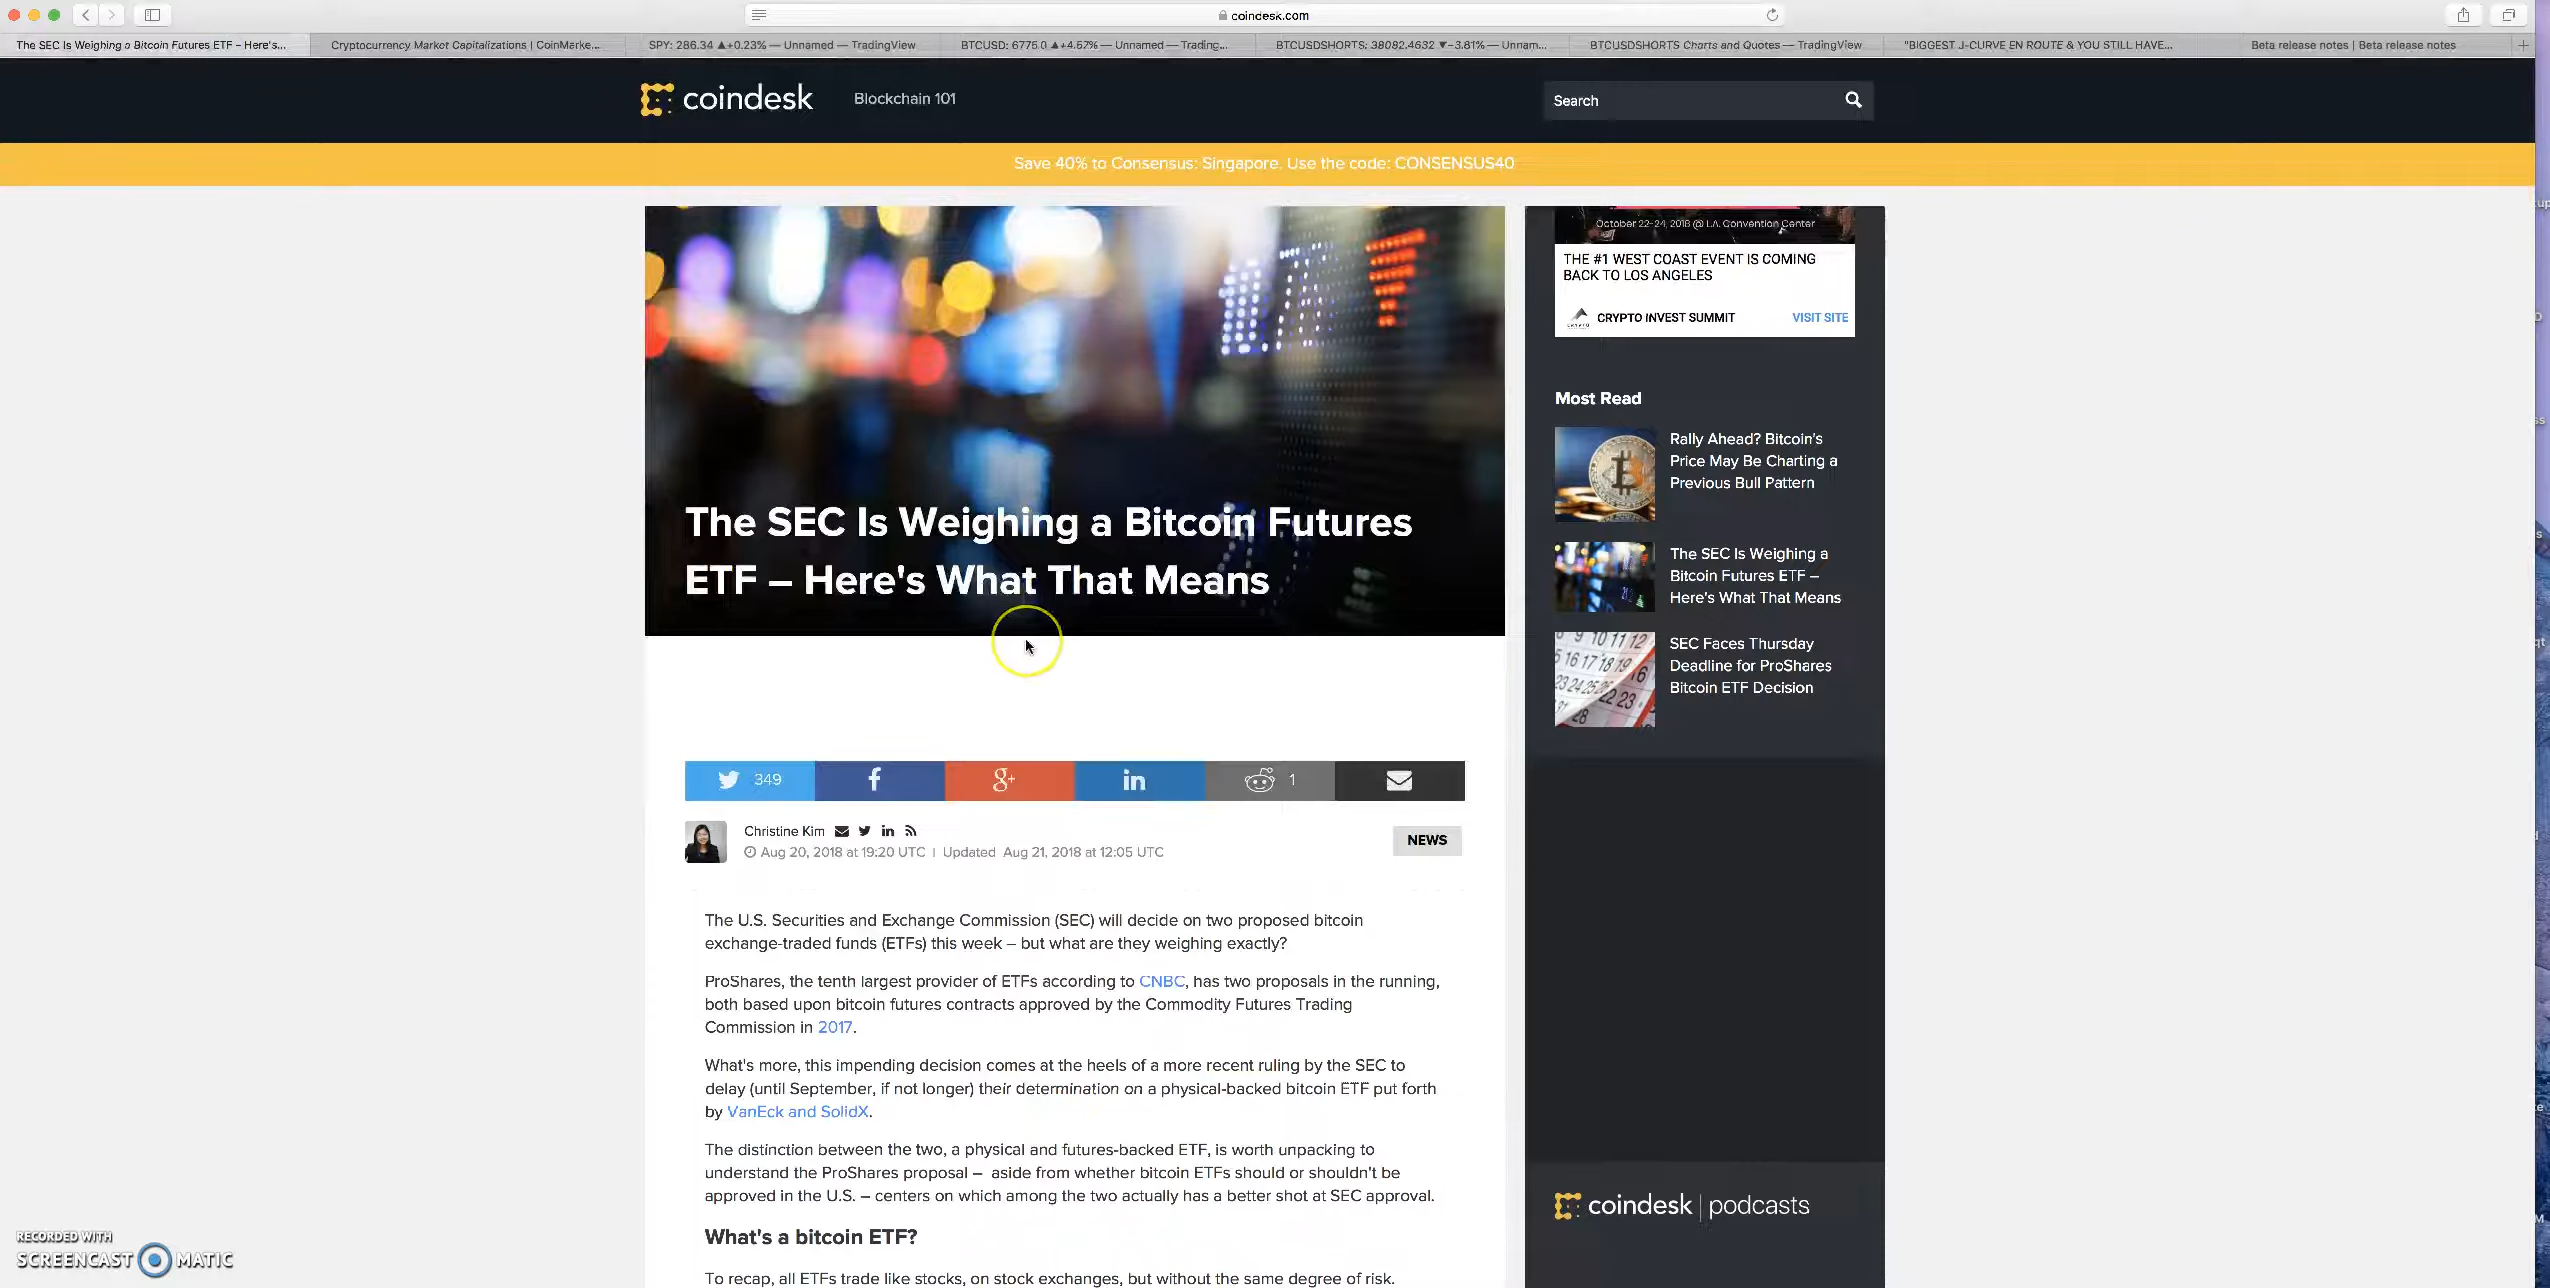 coindesk.com
The SEC Is Weighing a Bitcoin Futures ETF – Here's...
Cryptocurrency Market Capitalizations | CoinMarke...
SPY: 286.34 ▲+0.23% — Unnamed — TradingView
BTCUSD: 6775.0 ▲+4.57% — Unnamed — Trading...
BTCUSDSHORTS: 38082.4632 ▼−3.81% — Unnam...
BTCUSDSHORTS Charts and Quotes — TradingView
"BIGGEST J-CURVE EN ROUTE & YOU STILL HAVE...
Beta release notes | Beta release notes
coindesk
Blockchain 101
Search
Save 40% to Consensus: Singapore. Use the code: CONSENSUS40
The SEC Is Weighing a Bitcoin Futures
ETF – Here's What That Means
349
f
g+
in
1
Christine Kim
Aug 20, 2018 at 19:20 UTC | Updated Aug 21, 2018 at 12:05 UTC
NEWS
The U.S. Securities and Exchange Commission (SEC) will decide on two proposed bitcoin
exchange-traded funds (ETFs) this week – but what are they weighing exactly?
ProShares, the tenth largest provider of ETFs according to CNBC, has two proposals in the running,
both based upon bitcoin futures contracts approved by the Commodity Futures Trading
Commission in 2017.
What's more, this impending decision comes at the heels of a more recent ruling by the SEC to
delay (until September, if not longer) their determination on a physical-backed bitcoin ETF put forth
by VanEck and SolidX.
The distinction between the two, a physical and futures-backed ETF, is worth unpacking to
understand the ProShares proposal – aside from whether bitcoin ETFs should or shouldn't be
approved in the U.S. – centers on which among the two actually has a better shot at SEC approval.
What's a bitcoin ETF?
To recap, all ETFs trade like stocks, on stock exchanges, but without the same degree of risk.
October 22-24, 2018 @ L.A. Convention Center
THE #1 WEST COAST EVENT IS COMING
BACK TO LOS ANGELES
CRYPTO INVEST SUMMIT
VISIT SITE
Most Read
Rally Ahead? Bitcoin's
Price May Be Charting a
Previous Bull Pattern
The SEC Is Weighing a
Bitcoin Futures ETF –
Here's What That Means
SEC Faces Thursday
Deadline for ProShares
Bitcoin ETF Decision
coindesk | podcasts
RECORDED WITH
SCREENCAST MATIC